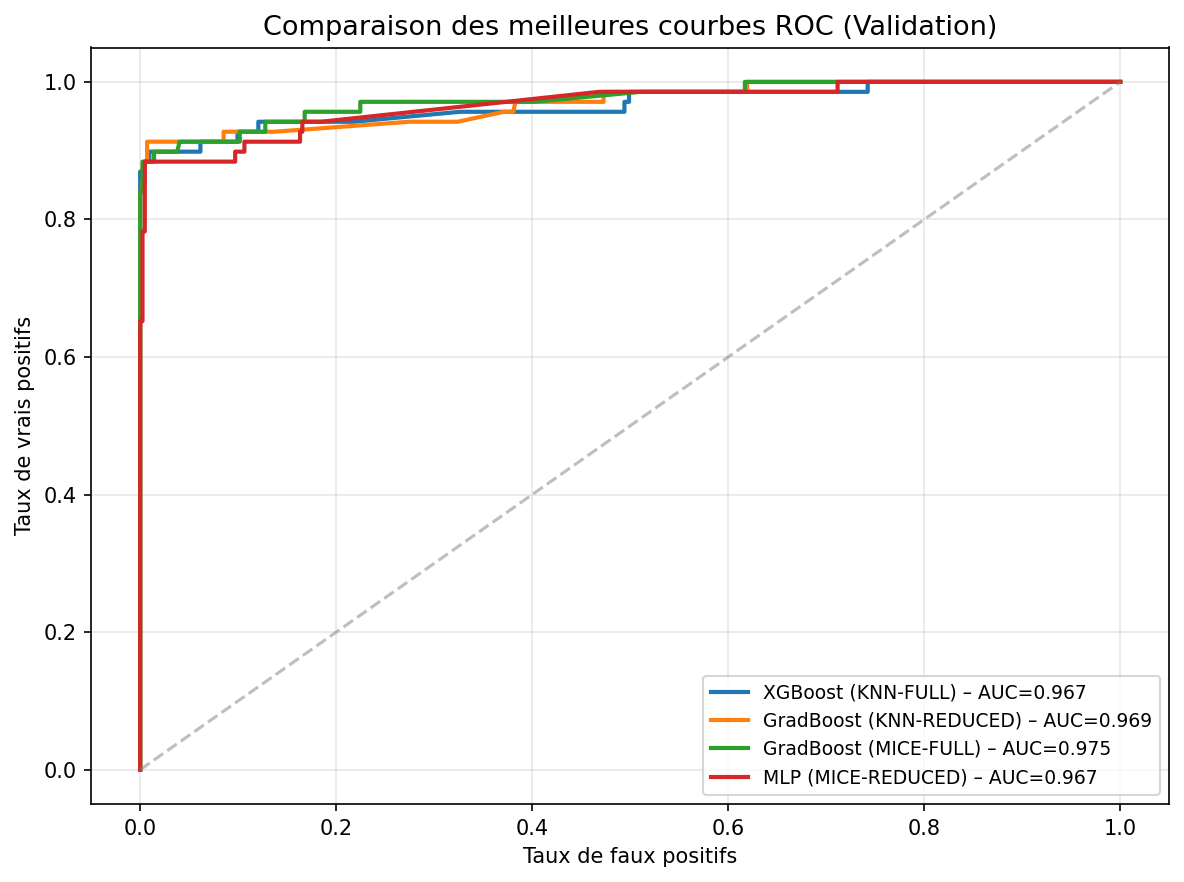 Comparaison des meilleures courbes ROC (Validation)
1.0
0.8
0.6
0.4
0.2
0.0
Taux de vrais positifs
XGBoost (KNN-FULL) – AUC=0.967
GradBoost (KNN-REDUCED) – AUC=0.969
GradBoost (MICE-FULL) – AUC=0.975
MLP (MICE-REDUCED) – AUC=0.967
0.0 0.2 0.4 0.6 0.8 1.0
Taux de faux positifs